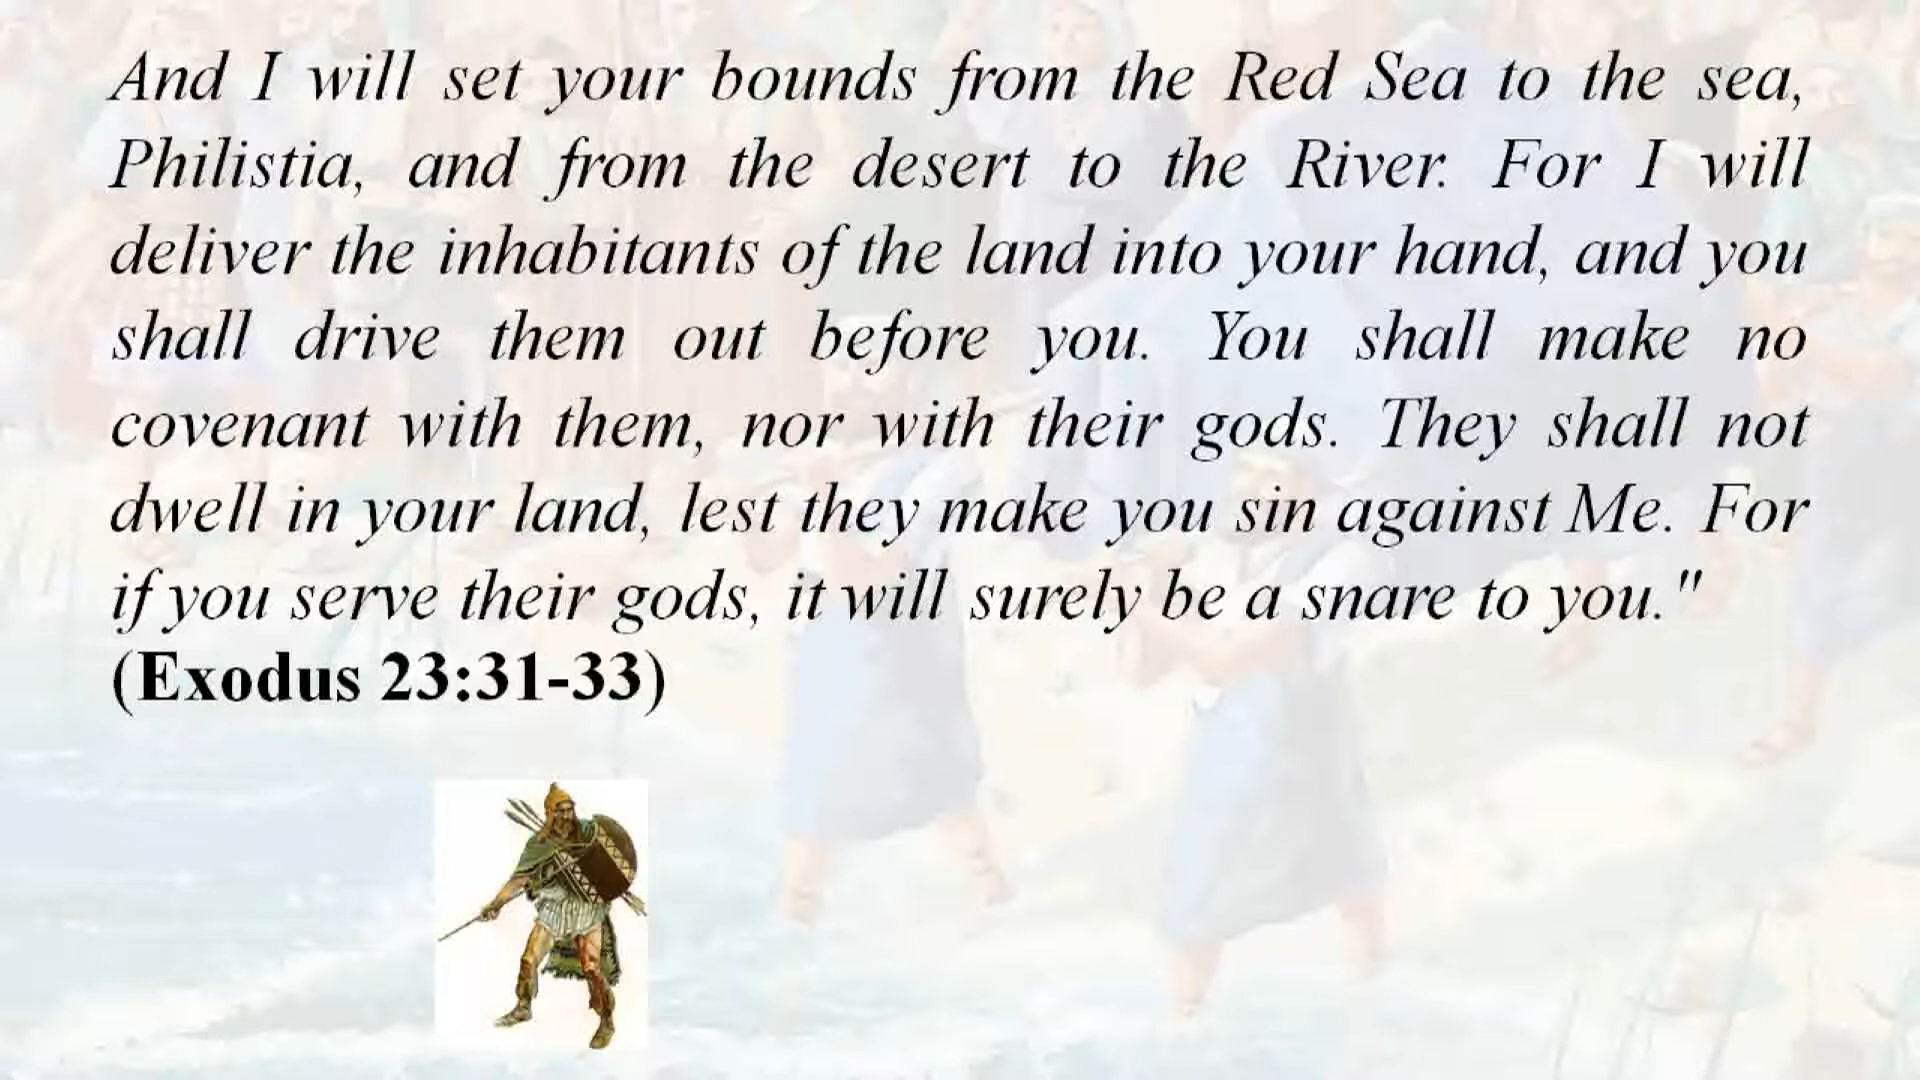 And I will set your bounds from the Red Sea to the sea,
Philistia, and from the desert to the River. For I will
deliver the inhabitants of the land into your hand, and you
shall drive them out before you. You shall make no
covenant with them, nor with their gods. They shall not
dwell in your land, lest they make you sin against Me. For
if you serve their gods, it will surely be a snare to you."
(Exodus 23:31-33)